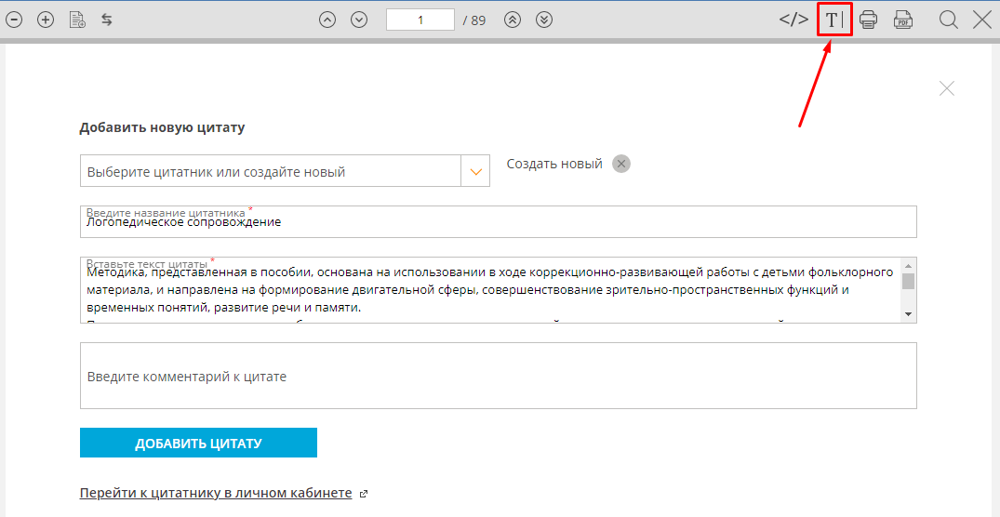 1 / 89
</>
T|
PDF
Добавить новую цитату
Выберите цитатник или создайте новый
Создать новый
Введите название цитатника *
Логопедическое сопровождение
Вставьте текст цитаты *
Методика, представленная в пособии, основана на использовании в ходе коррекционно-развивающей работы с детьми фольклорного
материала, и направлена на формирование двигательной сферы, совершенствование зрительно-пространственных функций и
временных понятий, развитие речи и памяти.
Введите комментарий к цитате
ДОБАВИТЬ ЦИТАТУ
Перейти к цитатнику в личном кабинете